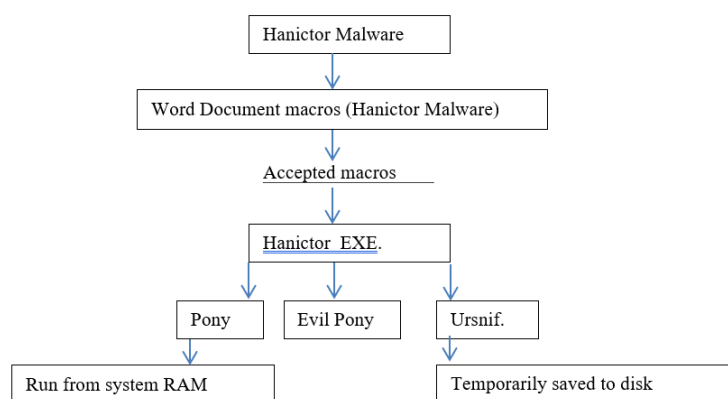 Hanictor Malware
Word Document macros (Hanictor Malware)
Accepted macros
Hanictor EXE.
Pony
Evil Pony
Ursnif.
Run from system RAM
Temporarily saved to disk